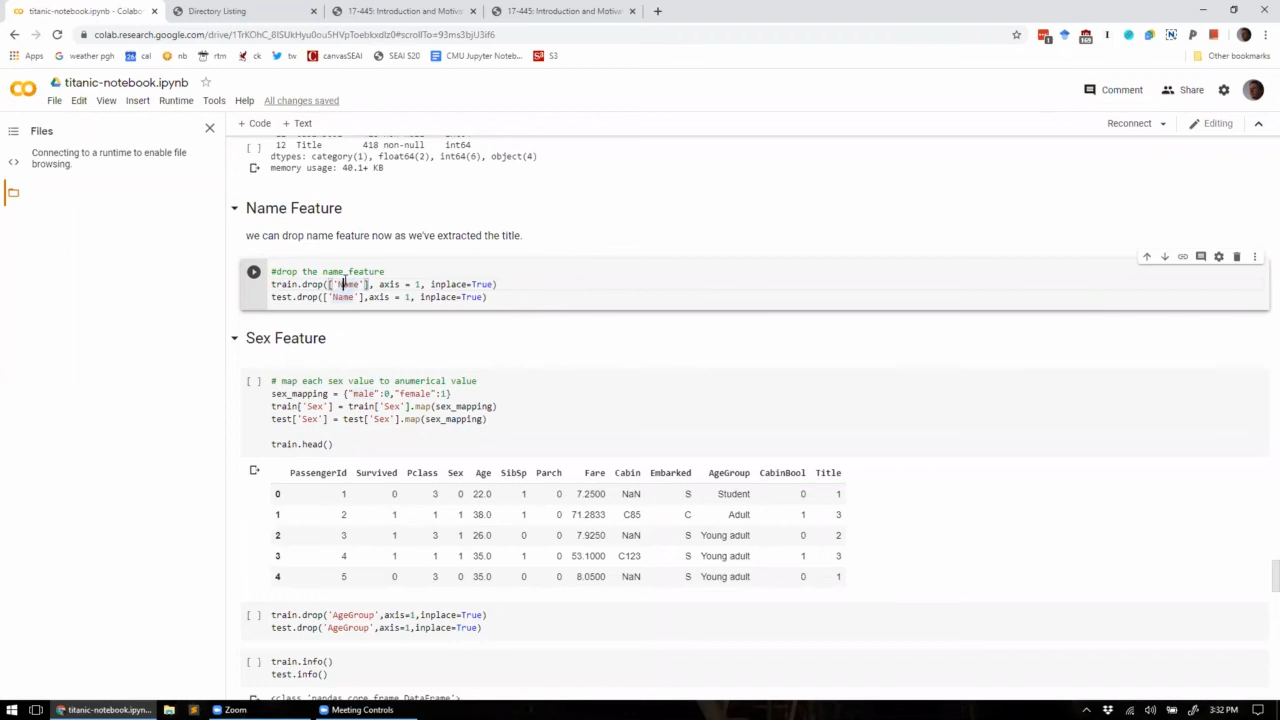 titanic-notebook.ipynb - Colabo
Directory Listing
17-445: Introduction and Motiva
17-445: Introduction and Motiva
colab.research.google.com/drive/1TrKOhC_8ISUkHyu0ou5HVpToebkxdlz0#scrollTo=93ms3bjU3if6
Apps
weather pgh
cal
nb
rtm
ck
tw
canvasSEAI
SEAI S20
CMU Jupyter Noteb...
S3
Other bookmarks
titanic-notebook.ipynb
File Edit View Insert Runtime Tools Help All changes saved
Comment
Share
Files
+ Code + Text
Reconnect
Editing
Connecting to a runtime to enable file
browsing.
12 Title 418 non-null int64
dtypes: category(1), float64(2), int64(6), object(4)
memory usage: 40.1+ KB
Name Feature
we can drop name feature now as we've extracted the title.
#drop the name feature
train.drop(['Name'], axis = 1, inplace=True)
test.drop(['Name'],axis = 1, inplace=True)
Sex Feature
[ ] # map each sex value to anumerical value
sex_mapping = {"male":0,"female":1}
train['Sex'] = train['Sex'].map(sex_mapping)
test['Sex'] = test['Sex'].map(sex_mapping)
train.head()
PassengerId Survived Pclass Sex Age SibSp Parch Fare Cabin Embarked AgeGroup CabinBool Title
0 1 0 3 0 22.0 1 0 7.2500 NaN S Student 0 1
1 2 1 1 1 38.0 1 0 71.2833 C85 C Adult 1 3
2 3 1 3 1 26.0 0 0 7.9250 NaN S Young adult 0 2
3 4 1 1 1 35.0 1 0 53.1000 C123 S Young adult 1 3
4 5 0 3 0 35.0 0 0 8.0500 NaN S Young adult 0 1
[ ] train.drop('AgeGroup',axis=1,inplace=True)
test.drop('AgeGroup',axis=1,inplace=True)
[ ] train.info()
test.info()
<class 'pandas.core.frame.DataFrame'>
titanic-notebook.ipyn...
Zoom
Meeting Controls
3:32 PM